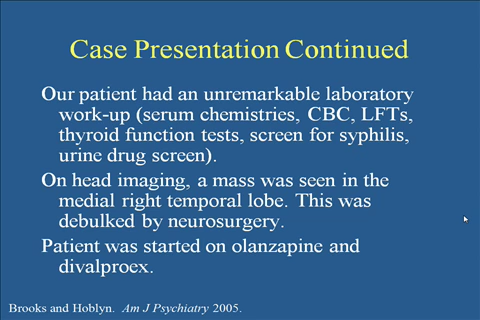 Case Presentation Continued
Our patient had an unremarkable laboratory
work-up (serum chemistries, CBC, LFTs,
thyroid function tests, screen for syphilis,
urine drug screen).
On head imaging, a mass was seen in the
medial right temporal lobe. This was
debulked by neurosurgery.
Patient was started on olanzapine and
divalproex.
Brooks and Hoblyn. Am J Psychiatry 2005.